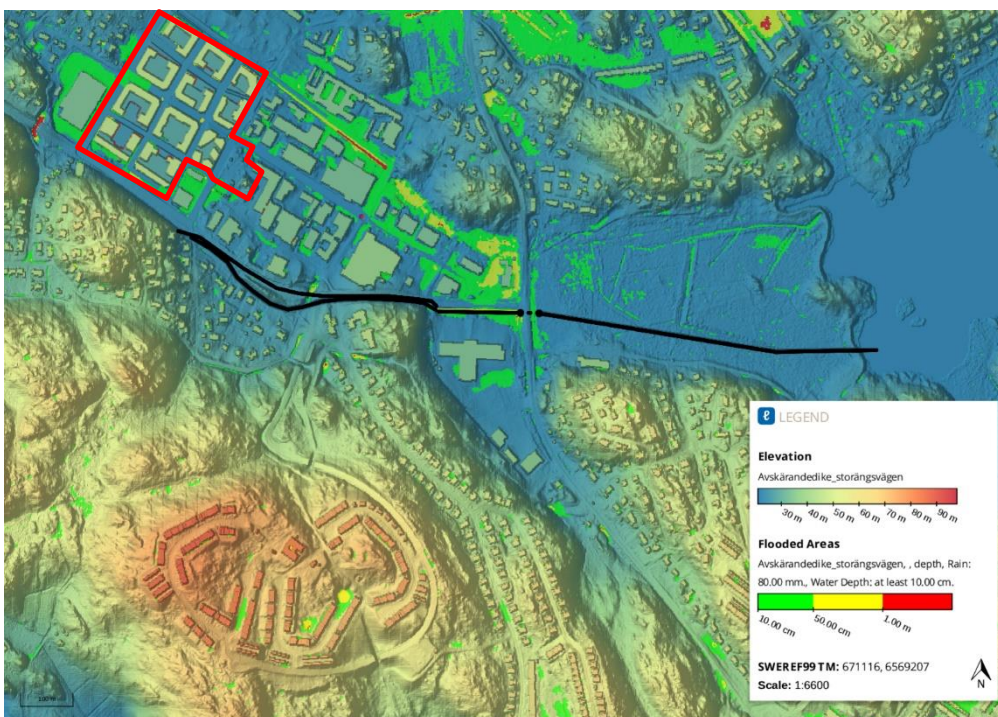 LEGEND
Elevation
Avskärandedike_storängsvägen
30 m 40 m 50 m 60 m 70 m 80 m 90 m
Flooded Areas
Avskärandedike_storängsvägen, , depth, Rain:
80.00 mm., Water Depth: at least 10.00 cm.
10.00 cm 50.00 cm 1.00 m
SWEREF99 TM: 671116, 6569207
Scale: 1:6600
N